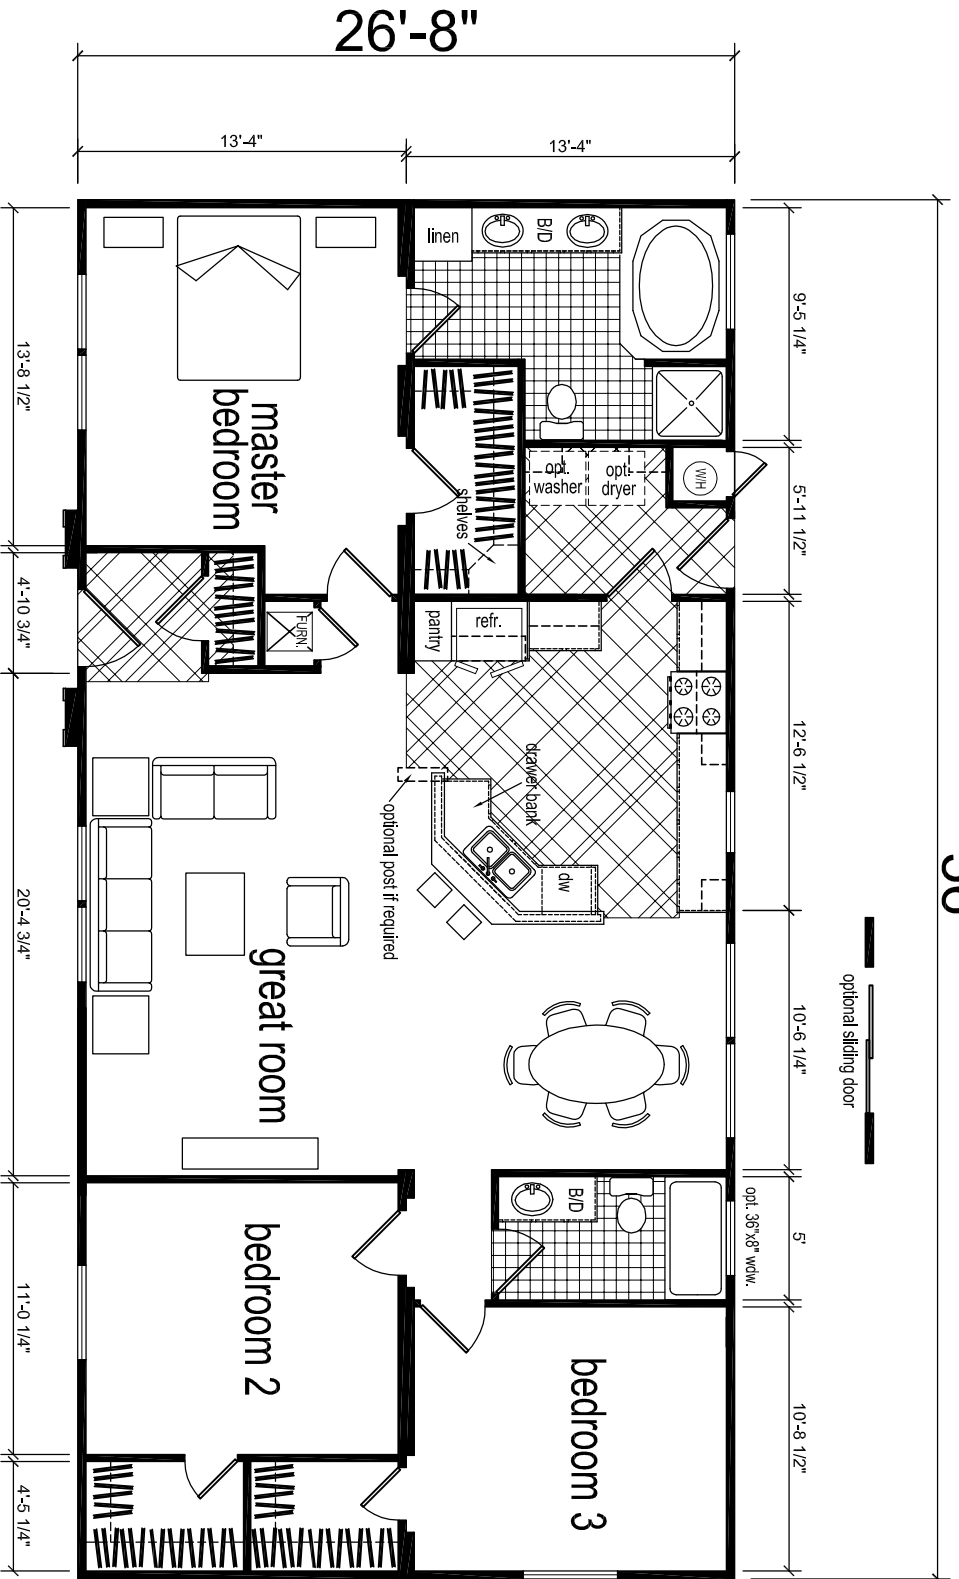 26'-8"
13'-4"
13'-4"
9'-5 1/4"
5'-11 1/2"
12'-6 1/2"
10'-6 1/4"
5'
10'-8 1/2"
13'-8 1/2"
4'-10 3/4"
20'-4 3/4"
11'-0 1/4"
4'-5 1/4"
linen
B/D
master
bedroom
shelves
opt.
washer
opt.
dryer
W/H
FURN.
pantry
refr.
drawer bank
dw
optional post if required
great room
optional sliding door
opt. 36"x8" wdw.
B/D
bedroom 2
bedroom 3